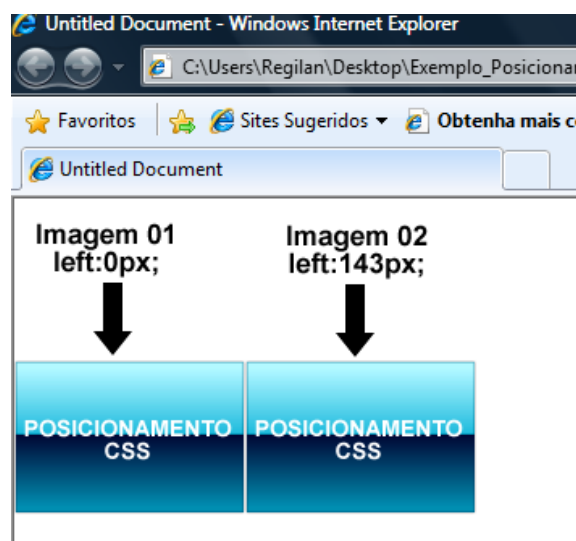 Untitled Document - Windows Internet Explorer
C:\Users\Regilan\Desktop\Exemplo_Posiciona
Favoritos Sites Sugeridos Obtenha mais c
Untitled Document
Imagem 01
left:0px;
Imagem 02
left:143px;
POSICIONAMENTO
CSS
POSICIONAMENTO
CSS